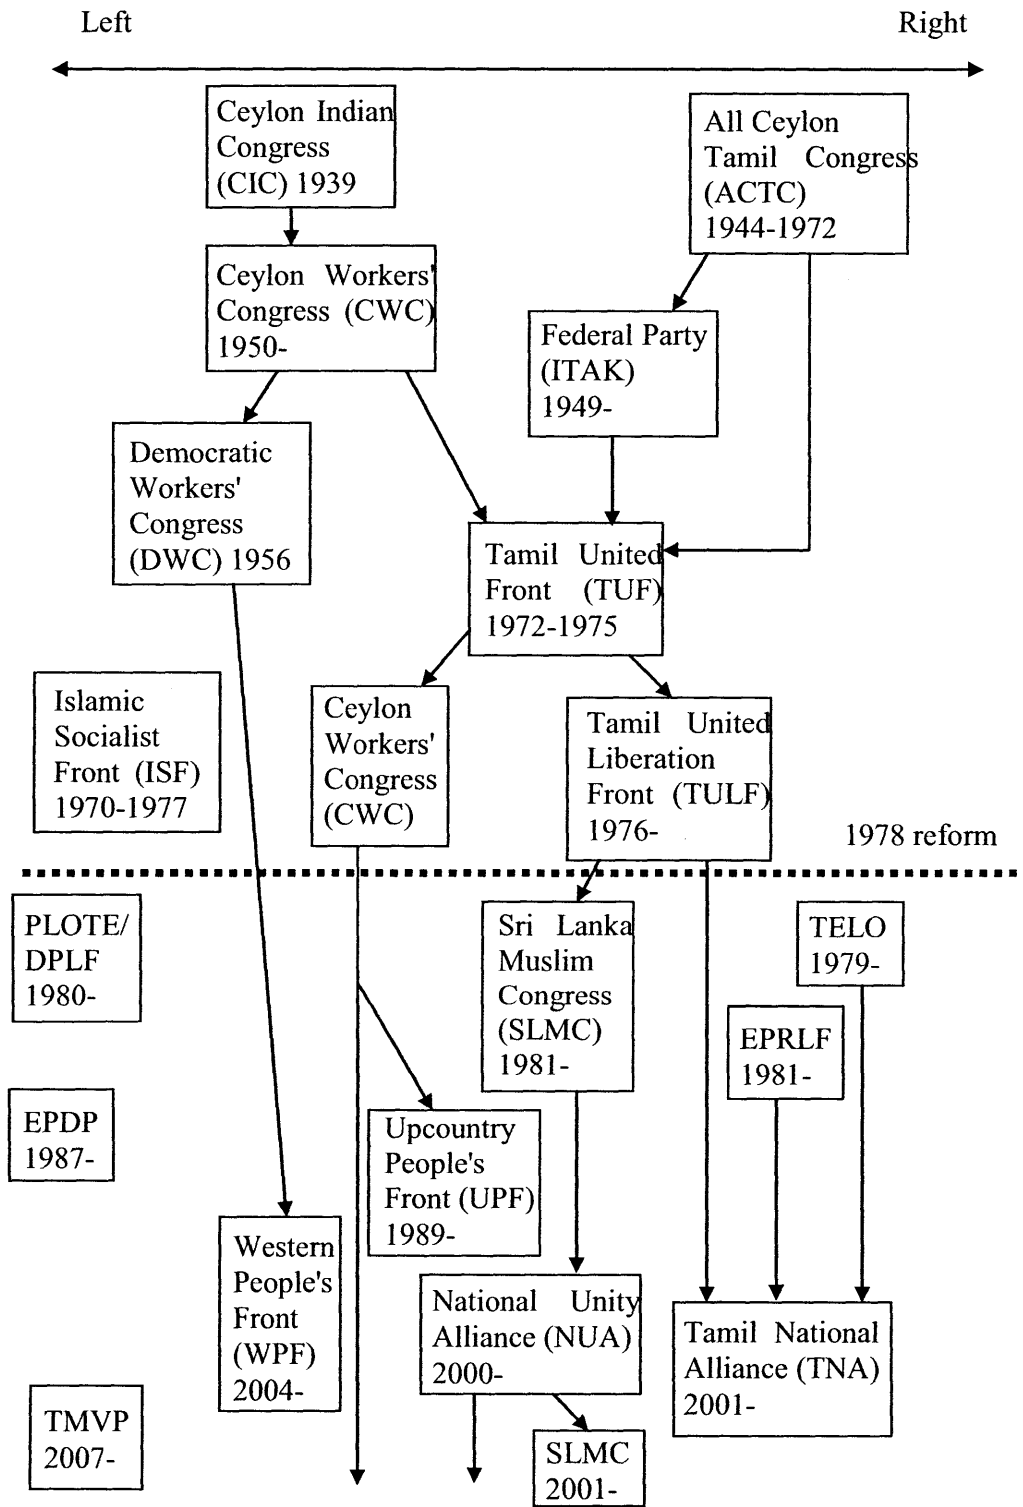 Left
Right
Ceylon Indian
Congress
(CIC) 1939
All Ceylon
Tamil Congress
(ACTC)
1944-1972
Ceylon Workers'
Congress (CWC)
1950-
Federal Party
(ITAK)
1949-
Democratic
Workers'
Congress
(DWC) 1956
Tamil United
Front (TUF)
1972-1975
Islamic
Socialist
Front (ISF)
1970-1977
Ceylon
Workers'
Congress
(CWC)
Tamil United
Liberation
Front (TULF)
1976-
1978 reform
PLOTE/
DPLF
1980-
Sri Lanka
Muslim
Congress
(SLMC)
1981-
TELO
1979-
EPRLF
1981-
EPDP
1987-
Upcountry
People's
Front (UPF)
1989-
Western
People's
Front
(WPF)
2004-
National Unity
Alliance (NUA)
2000-
Tamil National
Alliance (TNA)
2001-
TMVP
2007-
SLMC
2001-